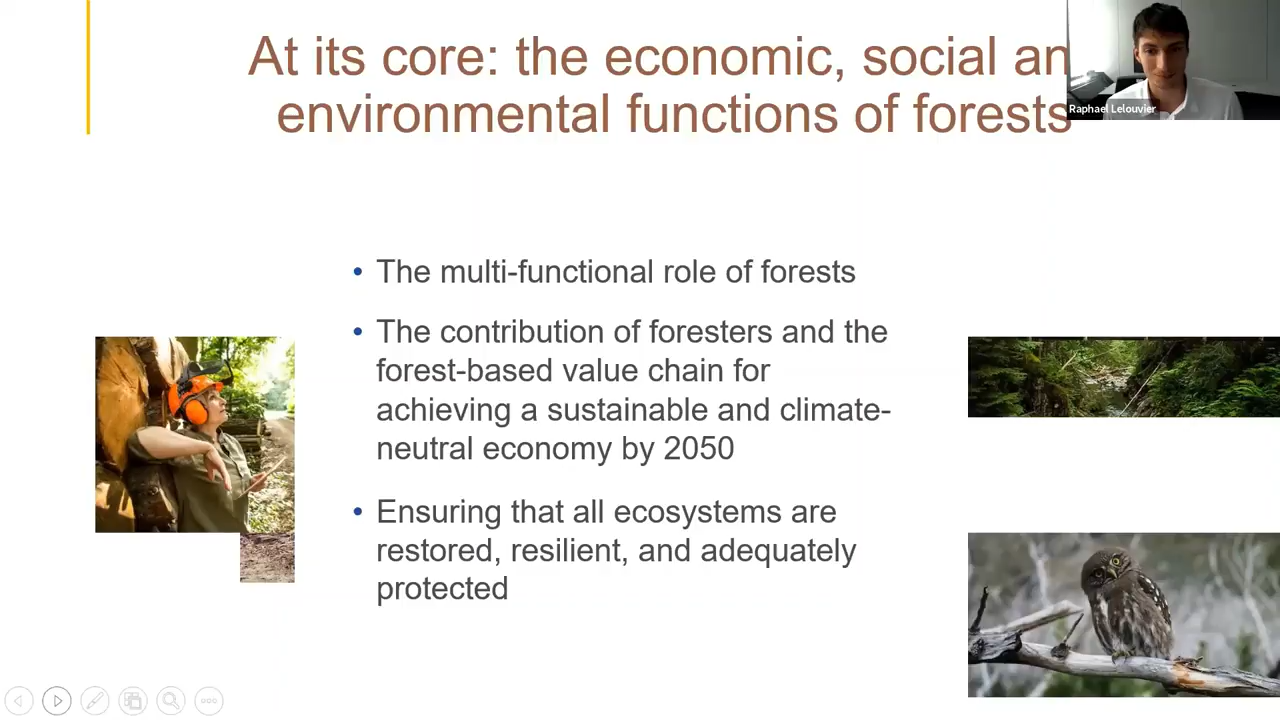 At its core: the economic, social an
environmental functions of forests
Raphael Lelouvier
• The multi-functional role of forests
• The contribution of foresters and the
forest-based value chain for
achieving a sustainable and climate-
neutral economy by 2050
• Ensuring that all ecosystems are
restored, resilient, and adequately
protected